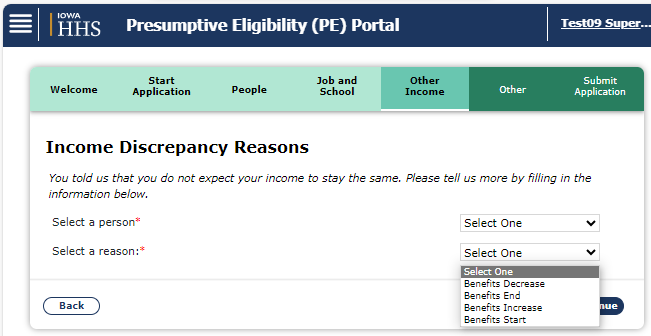 IOWA
HHS
Presumptive Eligibility (PE) Portal
Test09 Super...
Welcome
Start
Application
People
Job and
School
Other
Income
Other
Submit
Application
Income Discrepancy Reasons
You told us that you do not expect your income to stay the same. Please tell us more by filling in the
information below.
Select a person*
Select One
Select a reason:*
Select One
Select One
Benefits Decrease
Benefits End
Benefits Increase
Benefits Start
Back